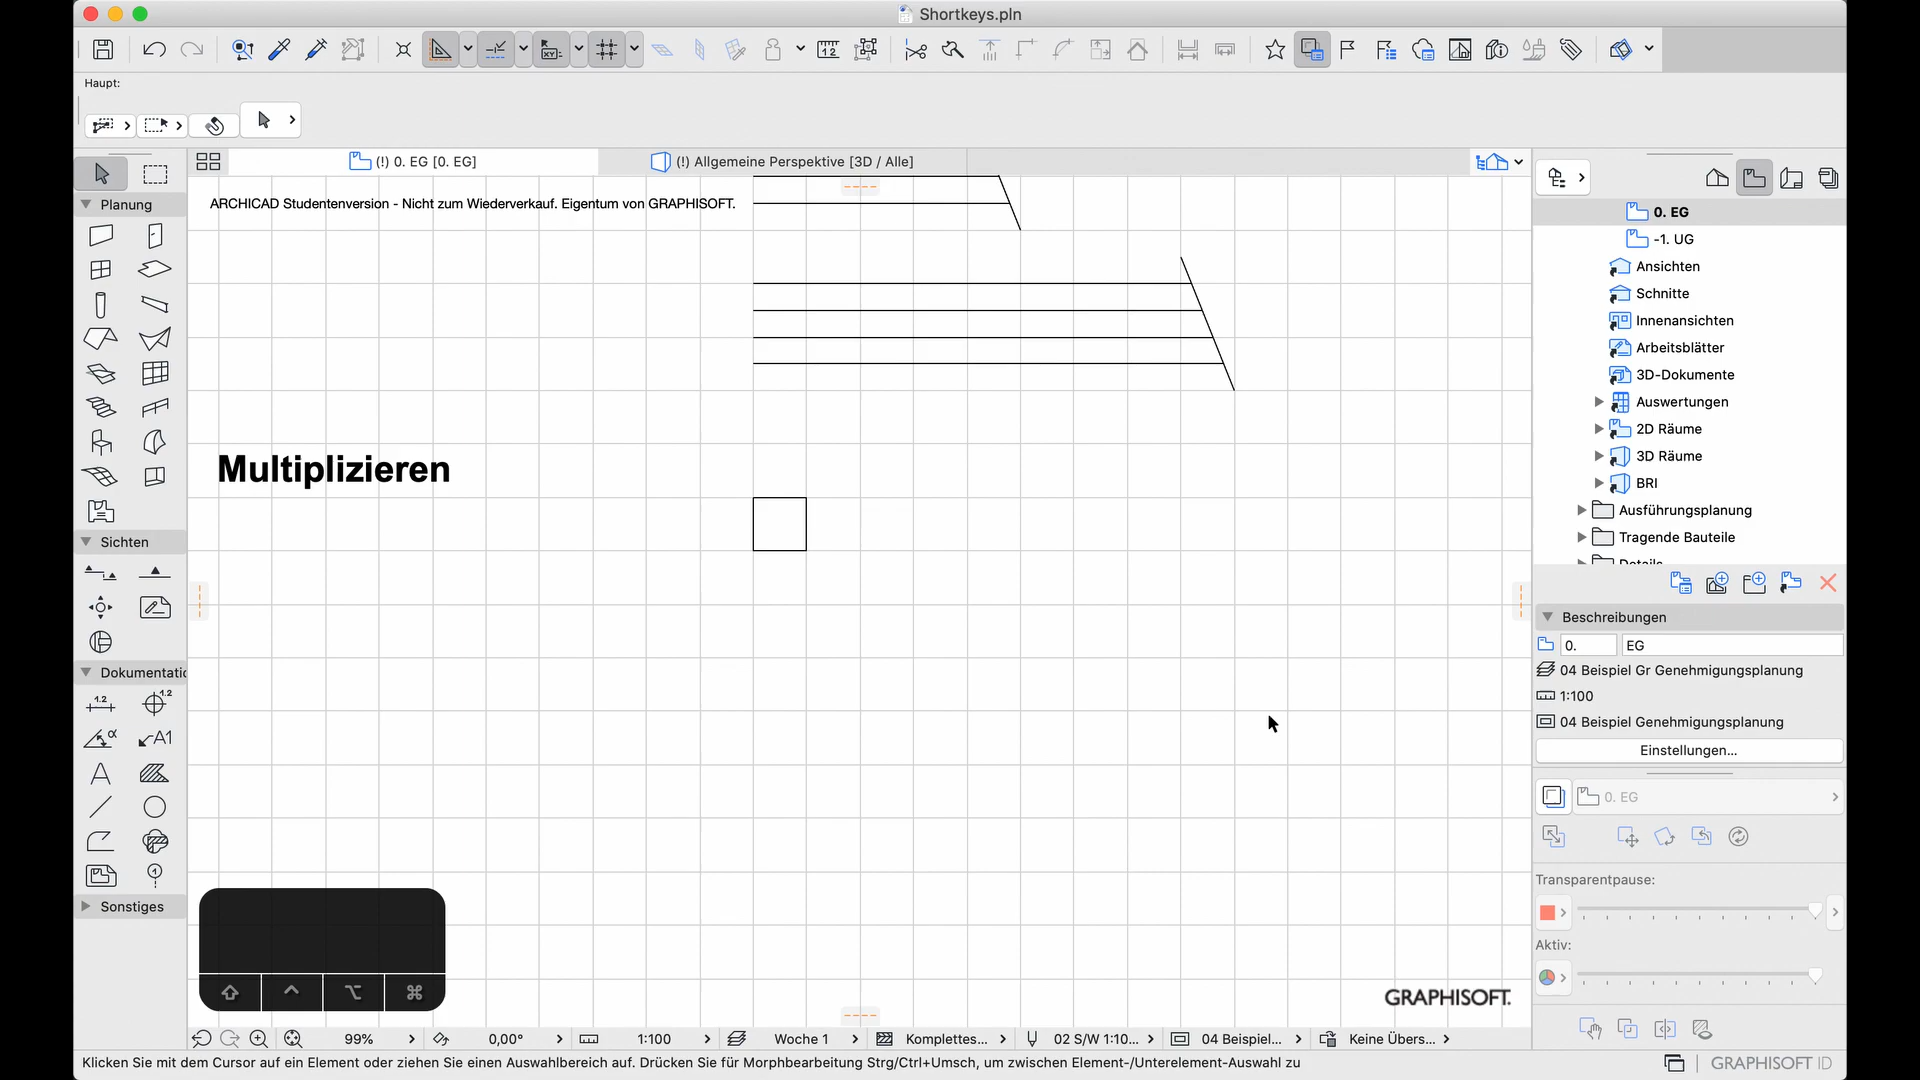 Shortkeys.pln
Haupt:
(!) 0. EG [0. EG]
(!) Allgemeine Perspektive [3D / Alle]
Planung
Sichten
Dokumentatic
Sonstiges
ARCHICAD Studentenversion - Nicht zum Wiederverkauf. Eigentum von GRAPHISOFT.
Multiplizieren
GRAPHISOFT.
0. EG
-1. UG
Ansichten
Schnitte
Innenansichten
Arbeitsblätter
3D-Dokumente
Auswertungen
2D Räume
3D Räume
BRI
Ausführungsplanung
Tragende Bauteile
Beschreibungen
0. EG
04 Beispiel Gr Genehmigungsplanung
1:100
04 Beispiel Genehmigungsplanung
Einstellungen...
0. EG
Transparentpause:
Aktiv:
99% 0,00° 1:100 Woche 1 Komplettes... 02 S/W 1:10... 04 Beispiel... Keine Übers...
Klicken Sie mit dem Cursor auf ein Element oder ziehen Sie einen Auswahlbereich auf. Drücken Sie für Morphbearbeitung Strg/Ctrl+Umsch, um zwischen Element-/Unterelement-Auswahl zu
GRAPHISOFT ID